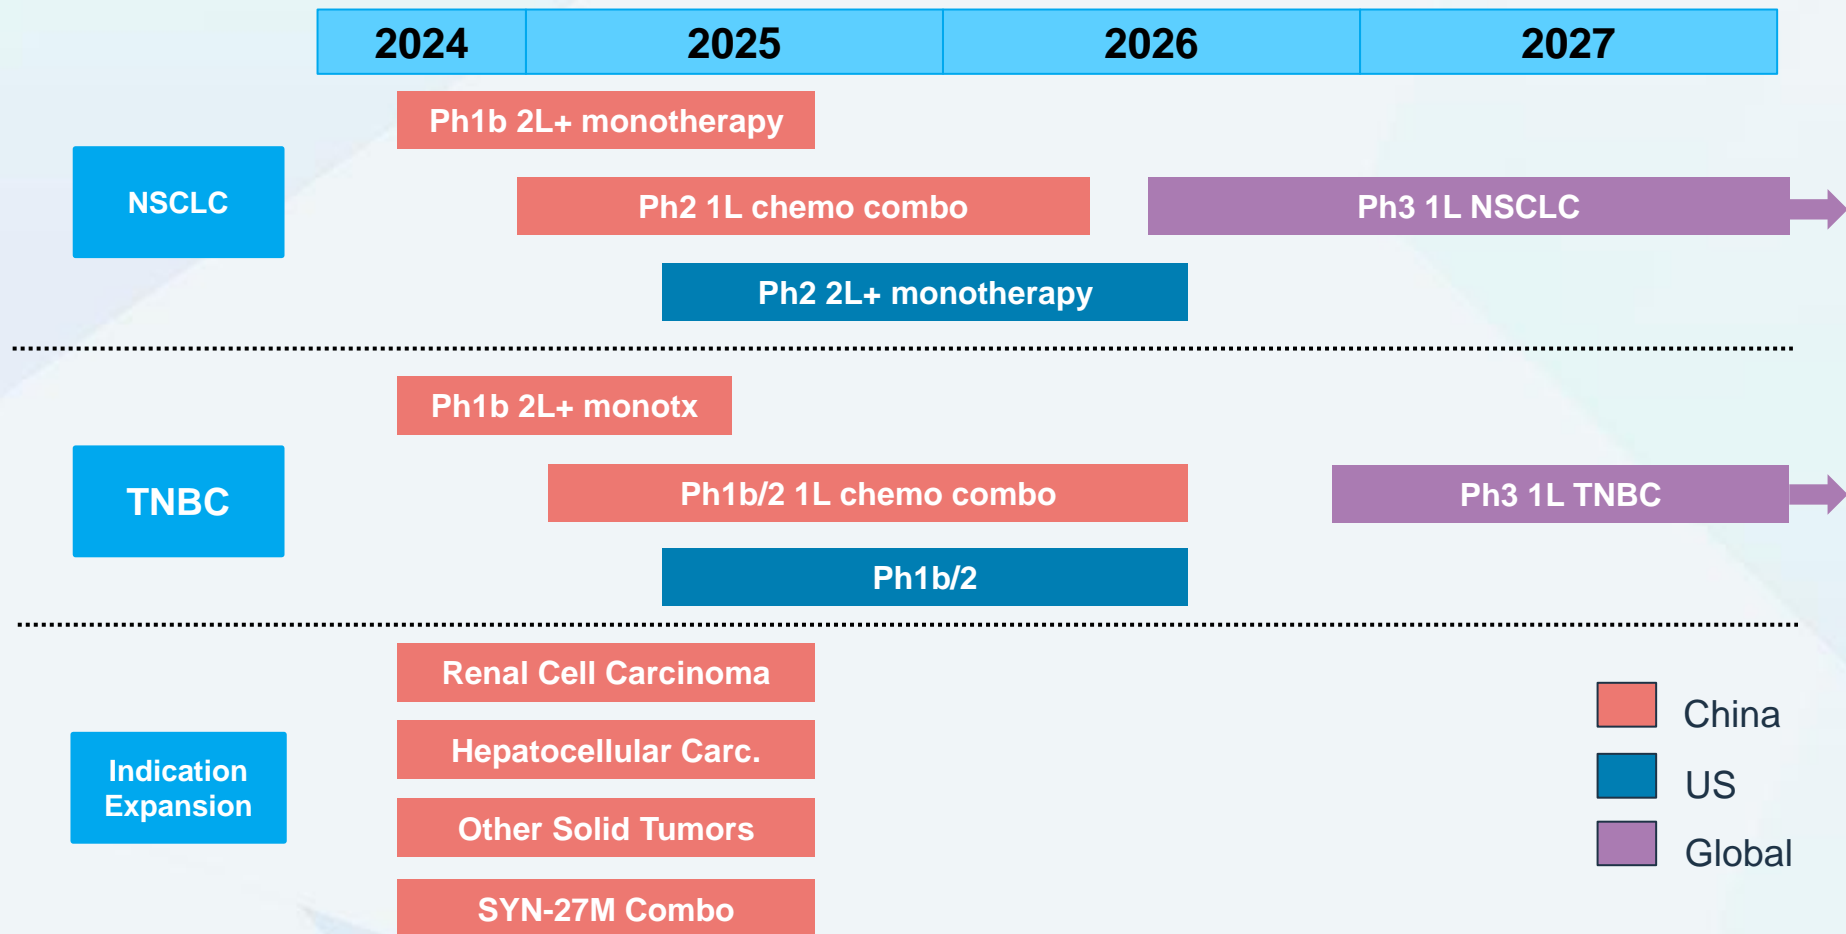 2024 2025 2026 2027
Ph1b 2L+ monotherapy
NSCLC
Ph2 1L chemo combo
Ph3 1L NSCLC
Ph2 2L+ monotherapy
Ph1b 2L+ monotx
TNBC
Ph1b/2 1L chemo combo
Ph3 1L TNBC
Ph1b/2
Indication
Expansion
Renal Cell Carcinoma
Hepatocellular Carc.
Other Solid Tumors
SYN-27M Combo
China
US
Global